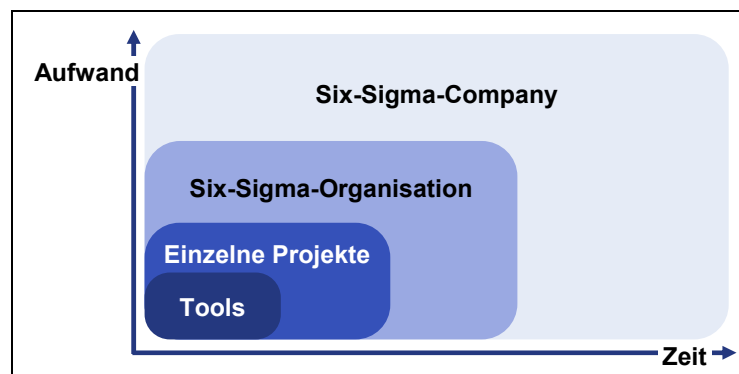 Aufwand
Six-Sigma-Company
Six-Sigma-Organisation
Einzelne Projekte
Tools
Zeit